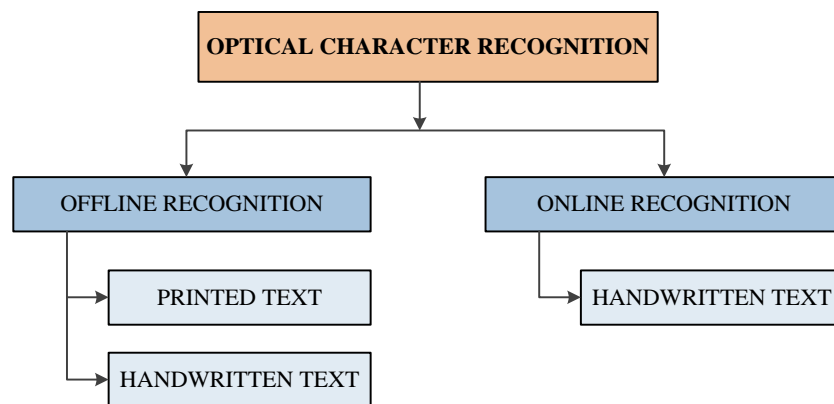 OPTICAL CHARACTER RECOGNITION
OFFLINE RECOGNITION
PRINTED TEXT
HANDWRITTEN TEXT
ONLINE RECOGNITION
HANDWRITTEN TEXT